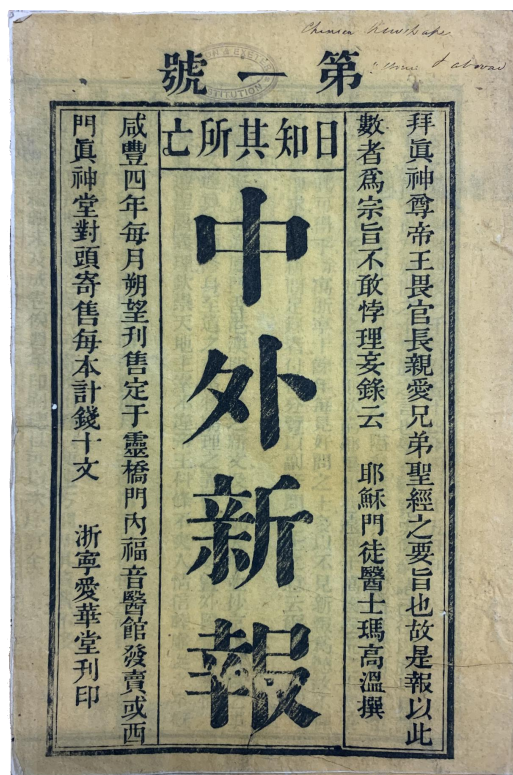 第一號
日知其所亡
拜眞神尊帝王畏官長親愛兄弟聖經之要旨也故是報以此
數者爲宗旨不敢悖理妄錄云 耶穌門徒醫士瑪高溫撰
中外新報
咸豐四年每月朔望刊售定于靈橋門內福音醫館發賣或西
門眞神堂對頭寄售每本計錢十文 浙寧愛華堂刊印